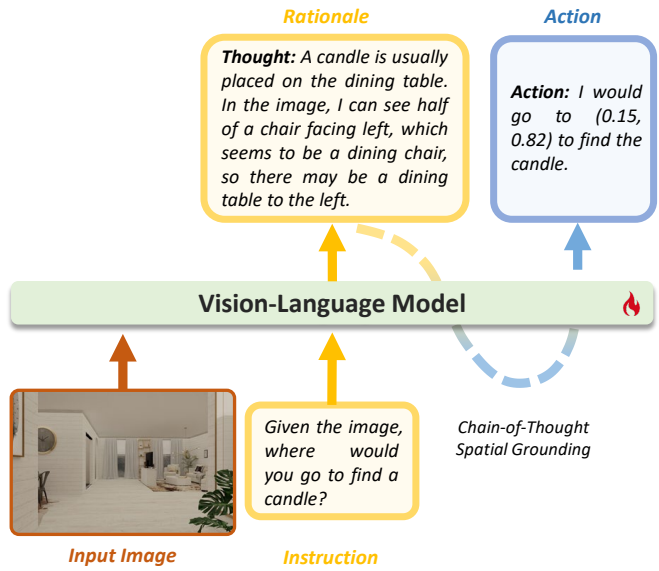 Rationale
Action
Thought: A candle is usually
placed on the dining table.
In the image, I can see half
of a chair facing left, which
seems to be a dining chair,
so there may be a dining
table to the left.
Action: I would
go to (0.15,
0.82) to find the
candle.
Vision-Language Model
Given the image,
where would
you go to find a
candle?
Chain-of-Thought
Spatial Grounding
Input Image
Instruction